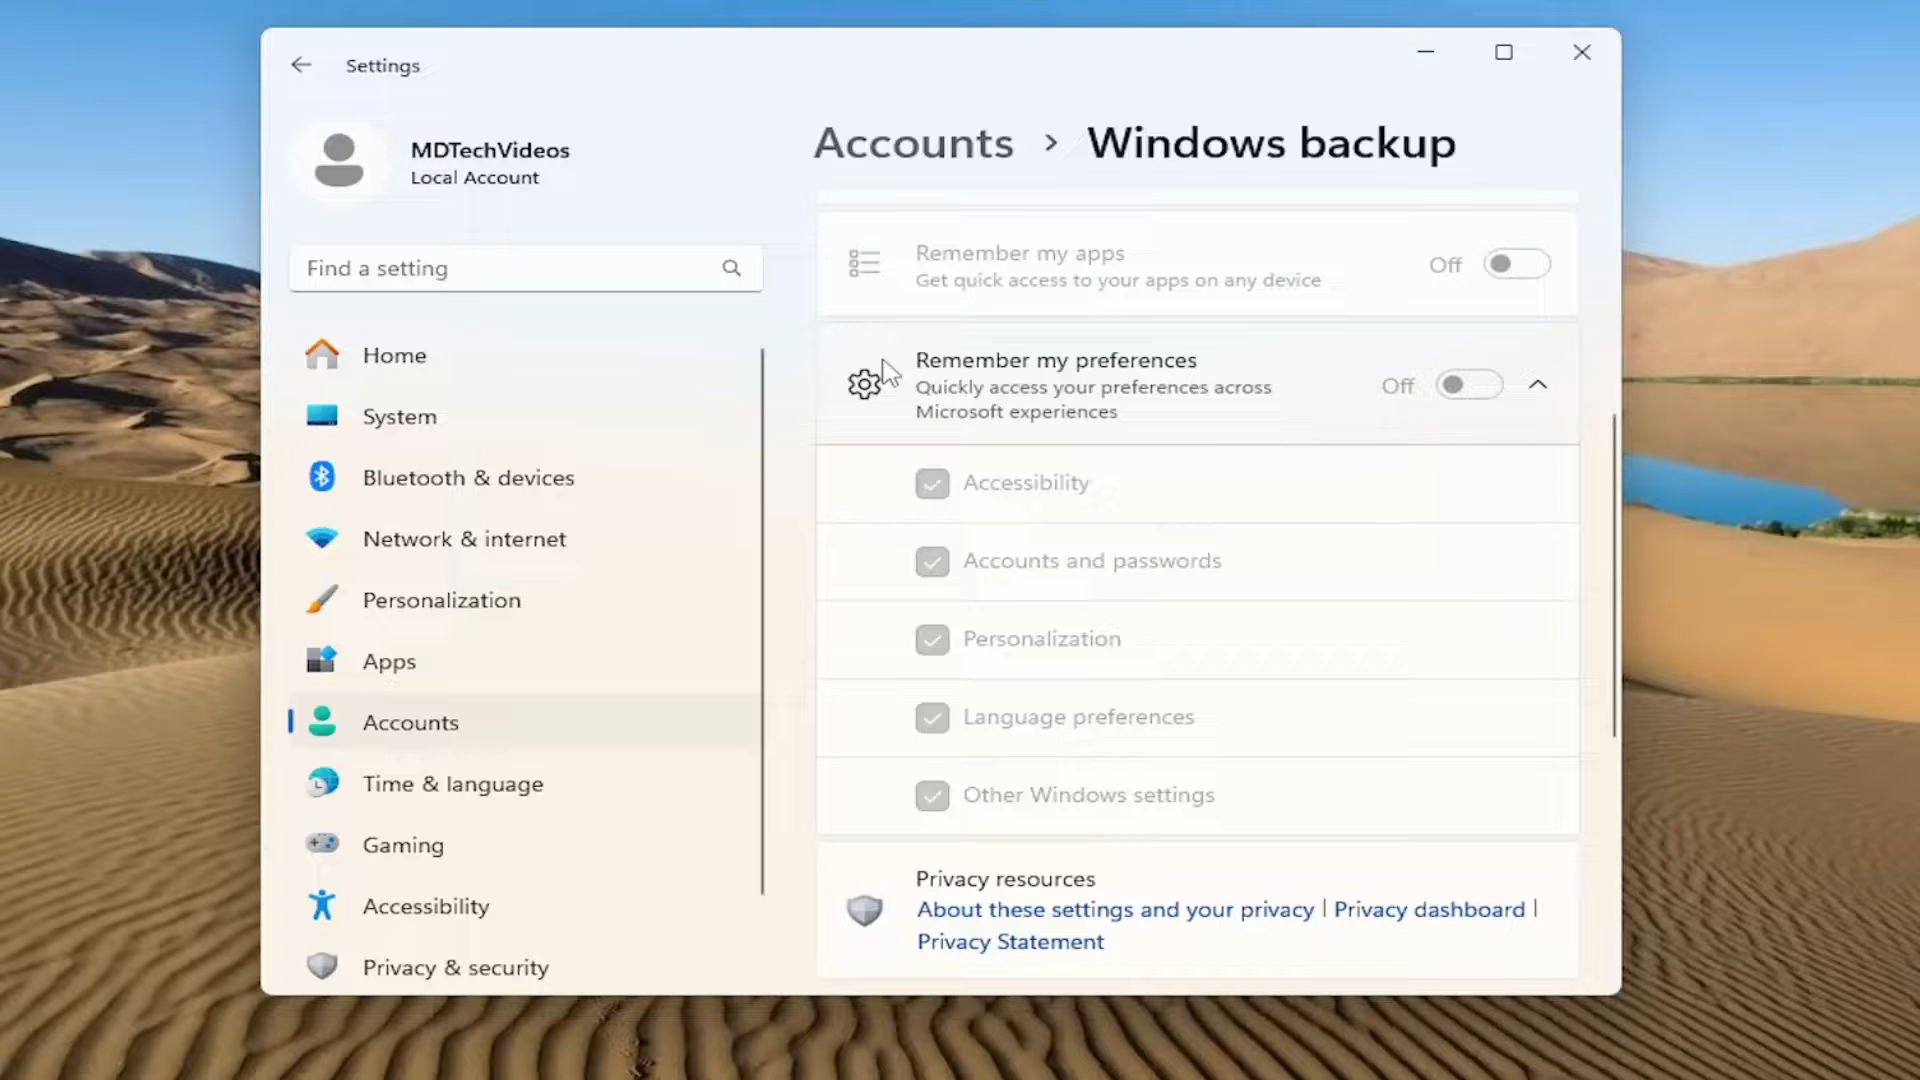 Settings
MDTechVideos
Local Account
Find a setting
Home
System
Bluetooth & devices
Network & internet
Personalization
Apps
Accounts
Time & language
Gaming
Accessibility
Privacy & security
Accounts > Windows backup
Remember my apps
Get quick access to your apps on any device
Off
Remember my preferences
Quickly access your preferences across
Microsoft experiences
Off
Accessibility
Accounts and passwords
Personalization
Language preferences
Other Windows settings
Privacy resources
About these settings and your privacy | Privacy dashboard |
Privacy Statement